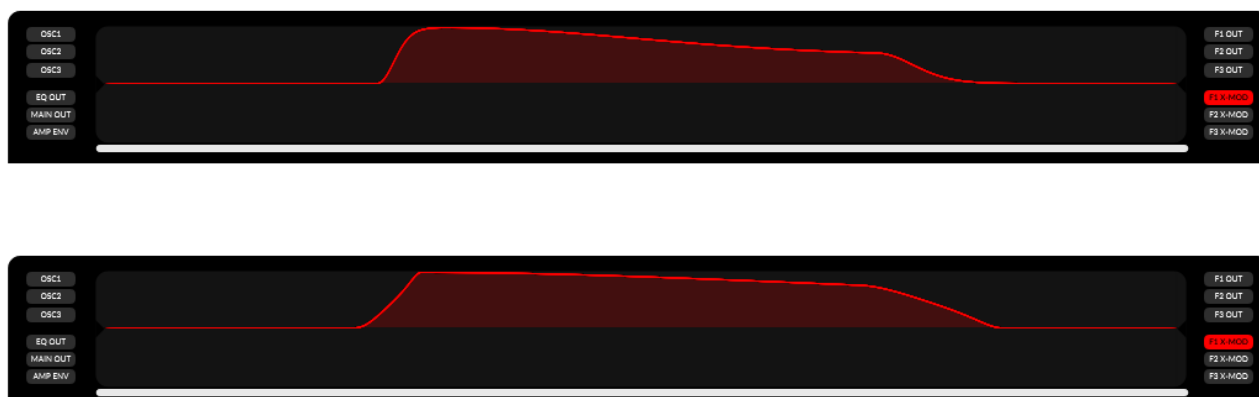 OSC1
OSC2
OSC3
EQ OUT
MAIN OUT
AMP ENV
F1 OUT
F2 OUT
F3 OUT
F1 X-MOD
F2 X-MOD
F3 X-MOD
OSC1
OSC2
OSC3
EQ OUT
MAIN OUT
AMP ENV
F1 OUT
F2 OUT
F3 OUT
F1 X-MOD
F2 X-MOD
F3 X-MOD